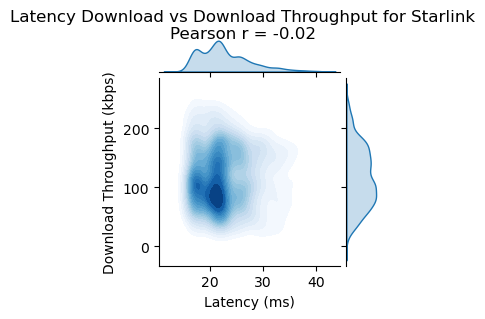 Latency Download vs Download Throughput for Starlink
Pearson r = -0.02
Download Throughput (kbps)
200
100
0
20
30
40
Latency (ms)